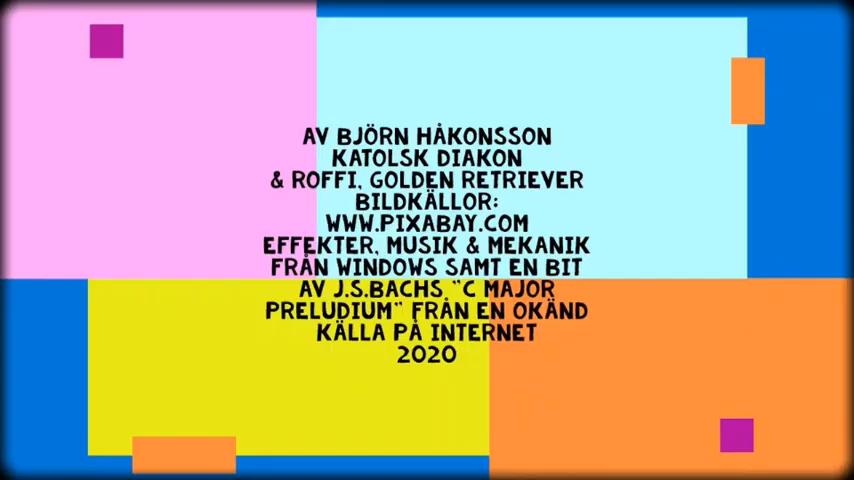 AV BJÖRN HÅKONSSON
KATOLSK DIAKON
& ROFFI, GOLDEN RETRIEVER
BILDKÄLLOR:
WWW.PIXABAY.COM
EFFEKTER, MUSIK & MEKANIK
FRÅN WINDOWS SAMT EN BIT
AV J.S.BACHS "C MAJOR
PRELUDIUM" FRÅN EN OKÄND
KÄLLA PÅ INTERNET
2020